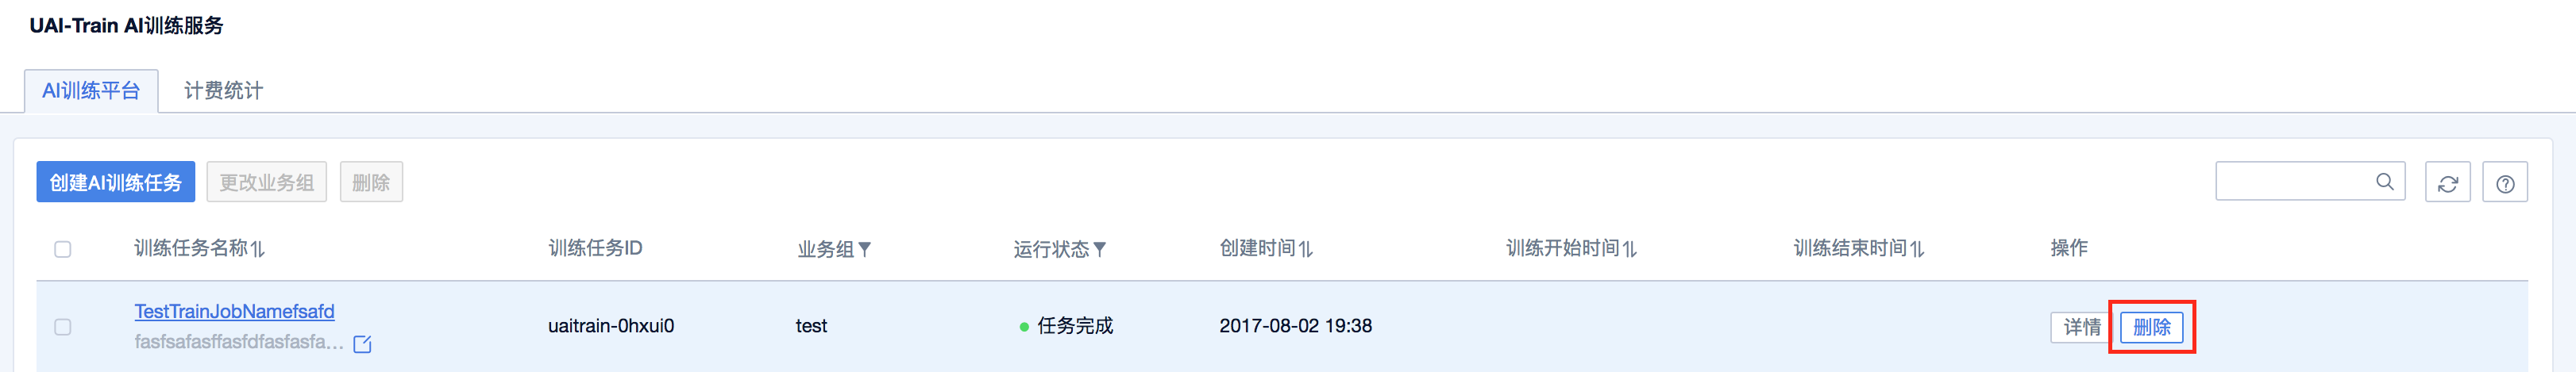 UAI-Train AI训练服务
AI训练平台 计费统计
创建AI训练任务 更改业务组 删除
训练任务名称 训练任务ID 业务组 运行状态 创建时间 训练开始时间 训练结束时间 操作
TestTrainJobNamefsafd
fasfsafasffasfdfasfasfa... uaitrain-0hxui0 test 任务完成 2017-08-02 19:38 详情 删除